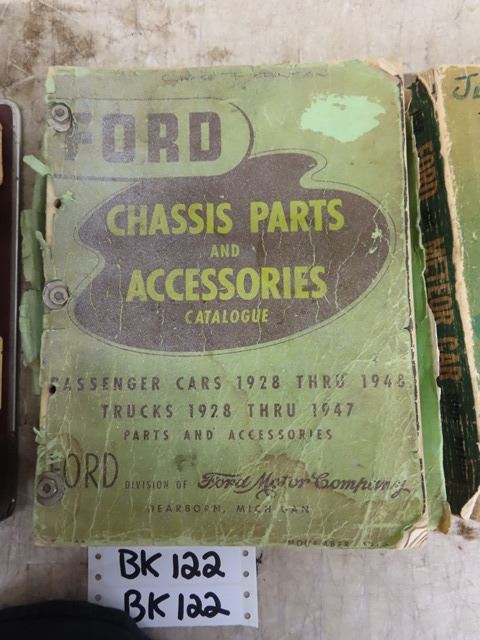 FORD
CHASSIS PARTS
AND
ACCESSORIES
CATALOGUE
PASSENGER CARS 1928 THRU 1948
TRUCKS 1928 THRU 1947
PARTS AND ACCESSORIES
FORD DIVISION OF Ford Motor Company
DEARBORN, MICHIGAN
NOVEMBER
BK 122
BK 122
FORD MOTOR CAR